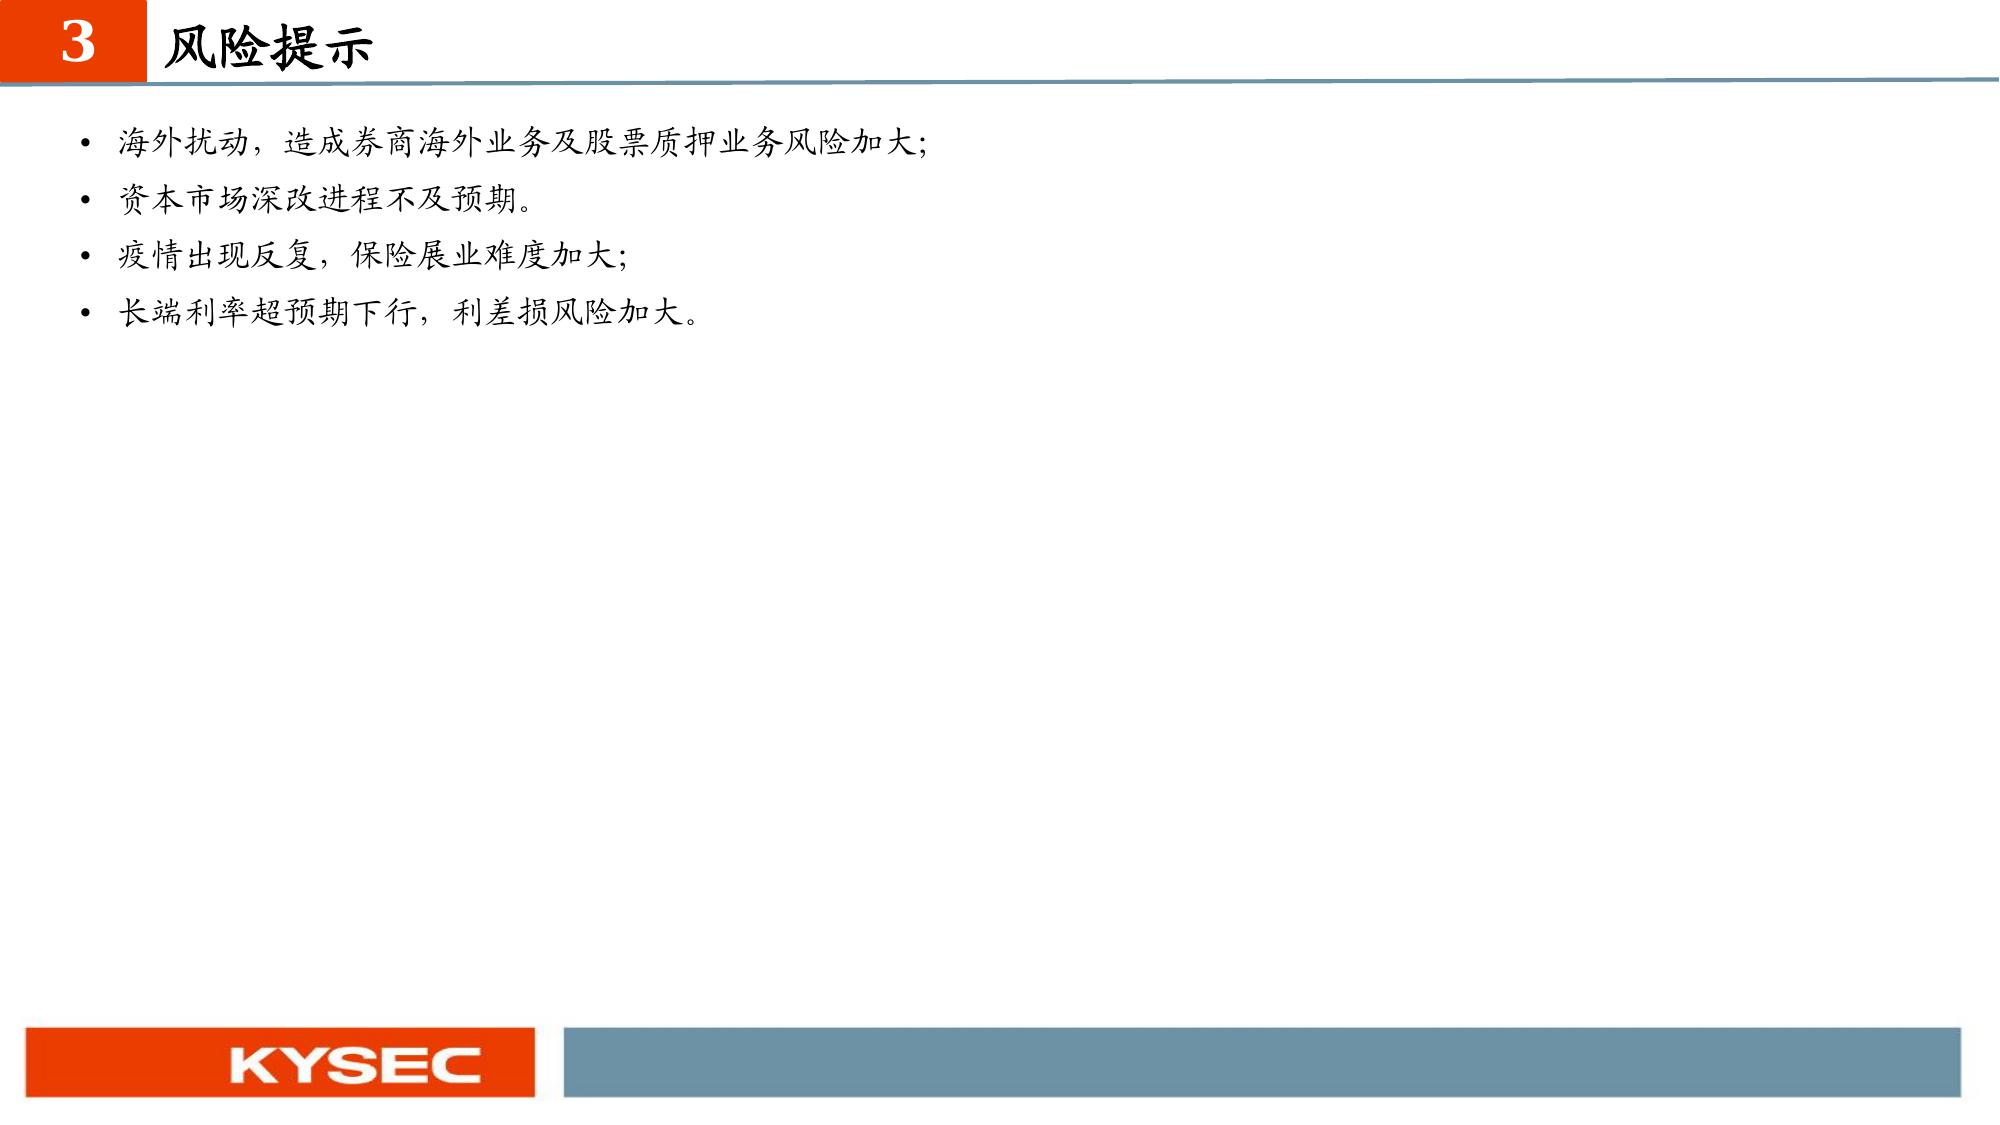 3 风险提示
• 海外扰动，造成券商海外业务及股票质押业务风险加大；
• 资本市场深改进程不及预期。
• 疫情出现反复，保险展业难度加大；
• 长端利率超预期下行，利差损风险加大。
KYSEC